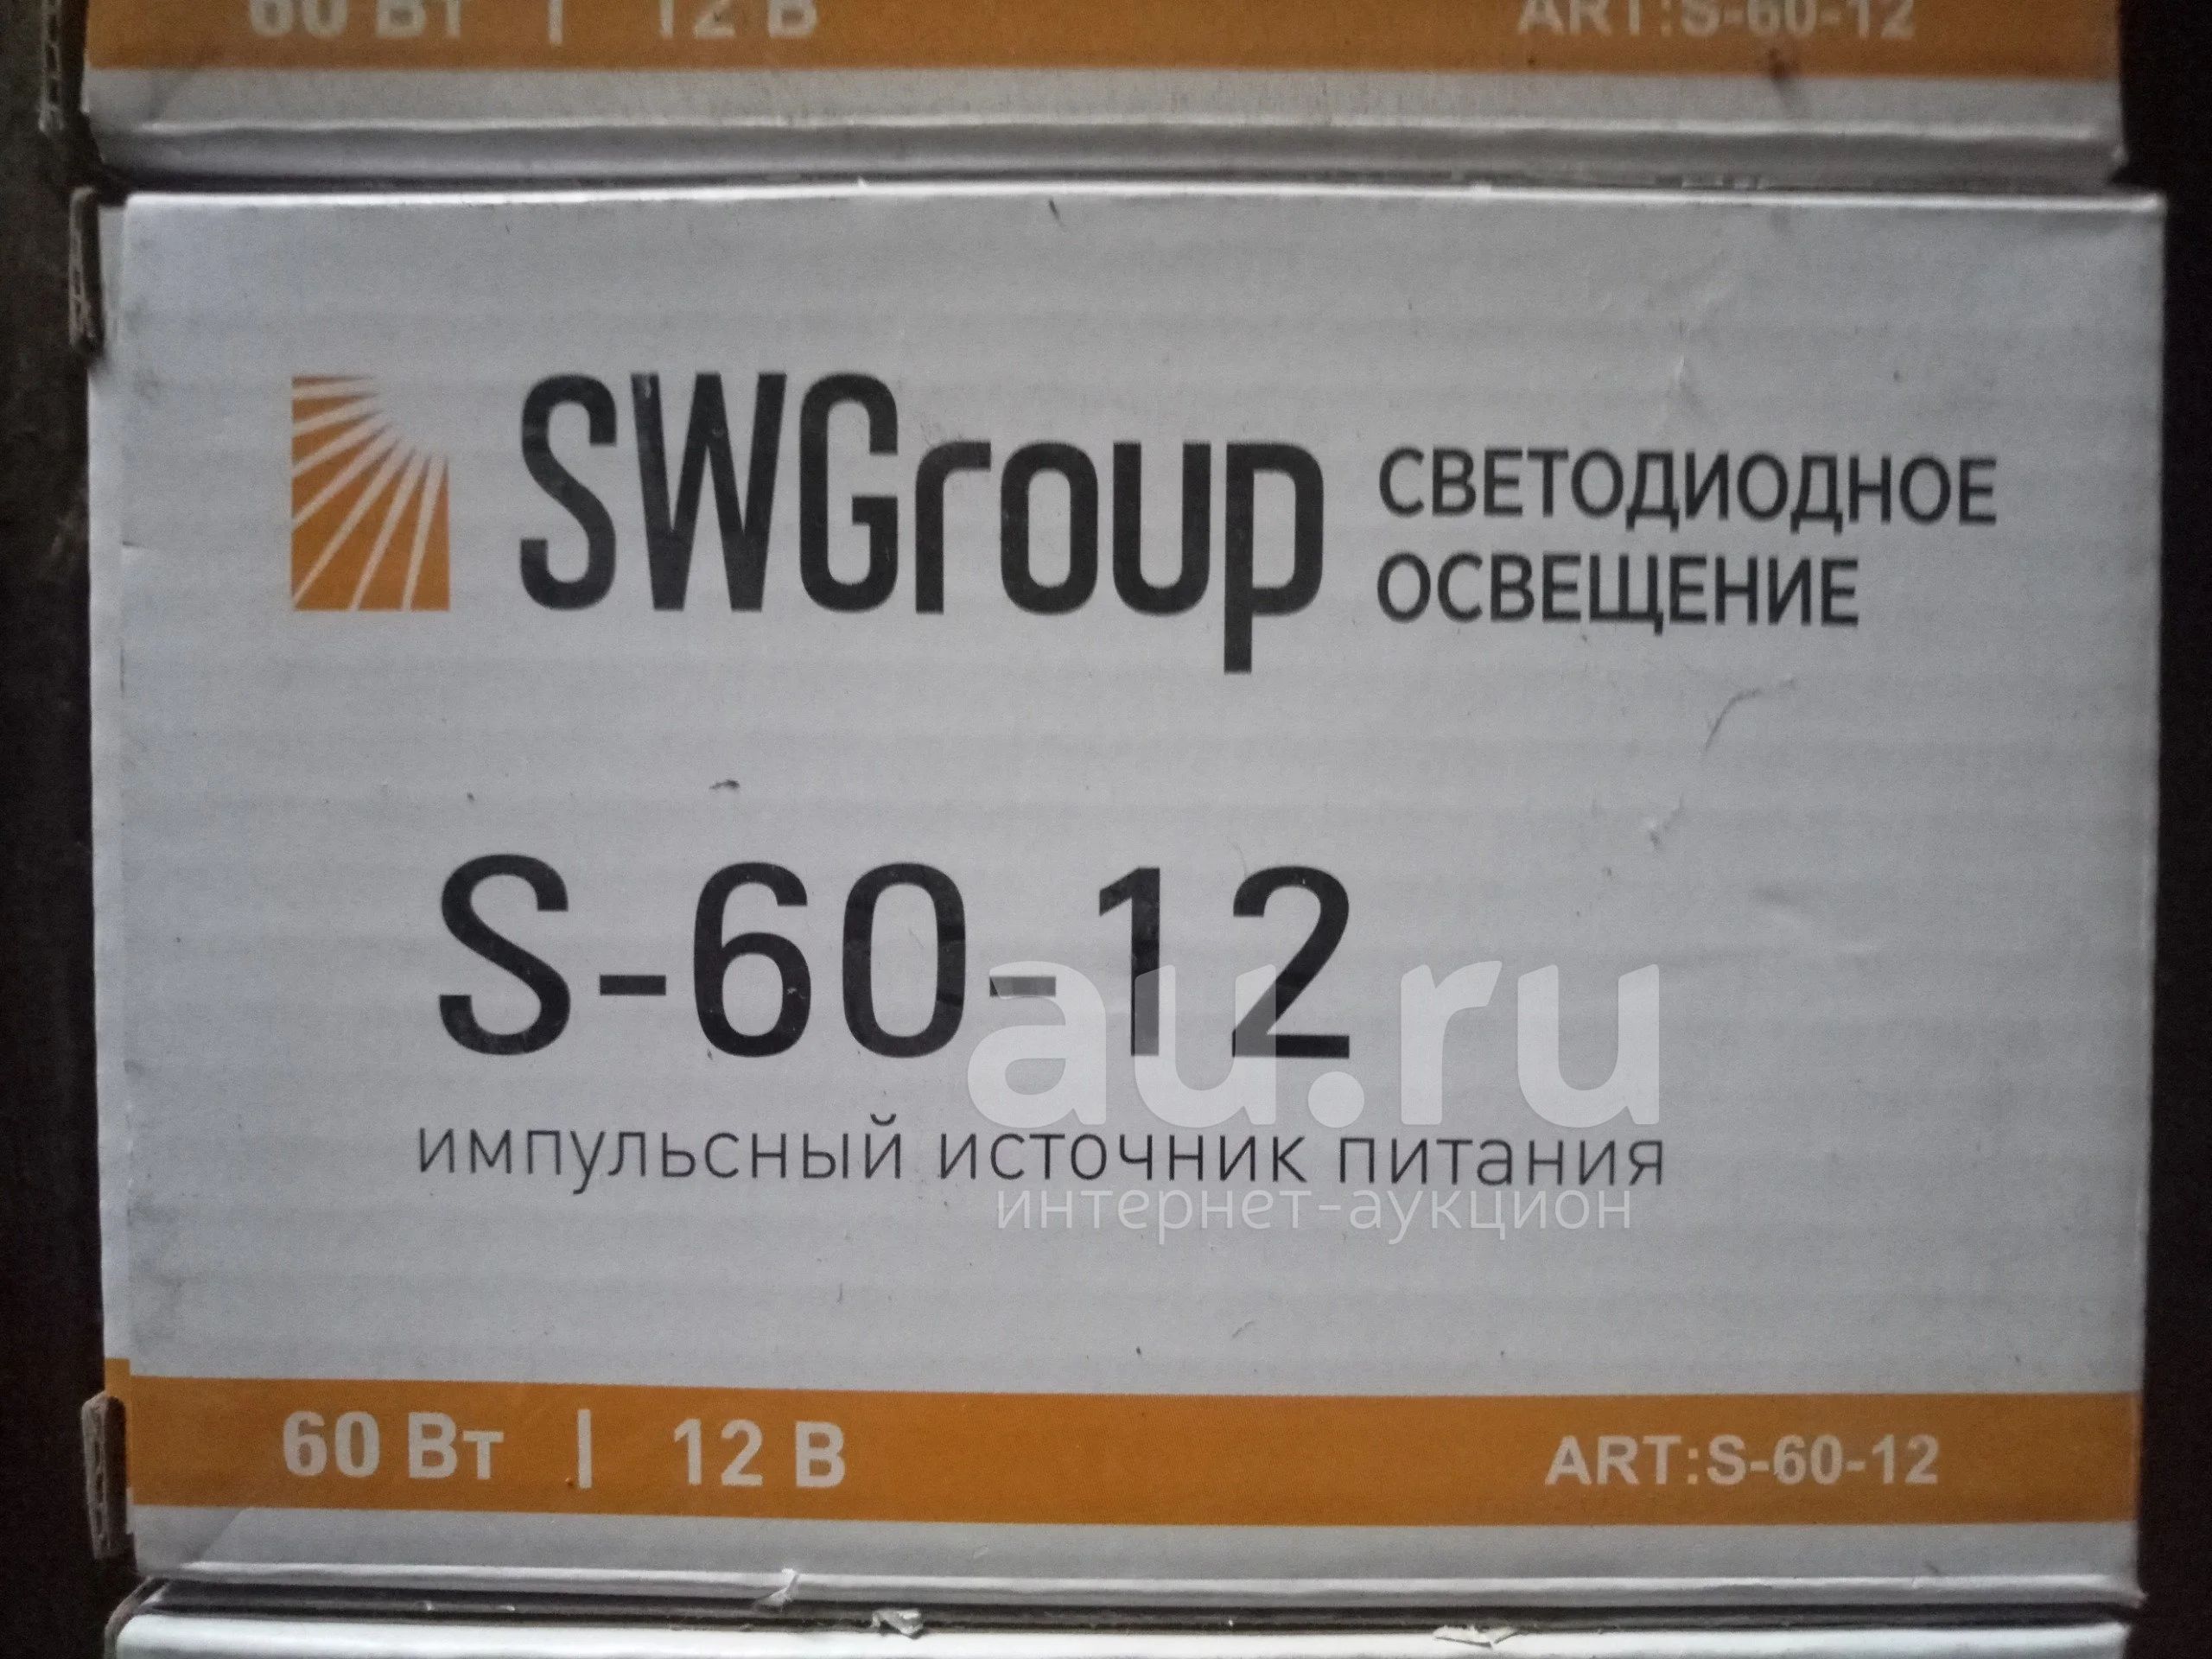 60 Вт | 12 В ART:S-60-12
SWGroup СВЕТОДИОДНОЕ
ОСВЕЩЕНИЕ
S-60-12
au.ru
импульсный источник питания
интернет-аукцион
60 Вт | 12 В ART:S-60-12